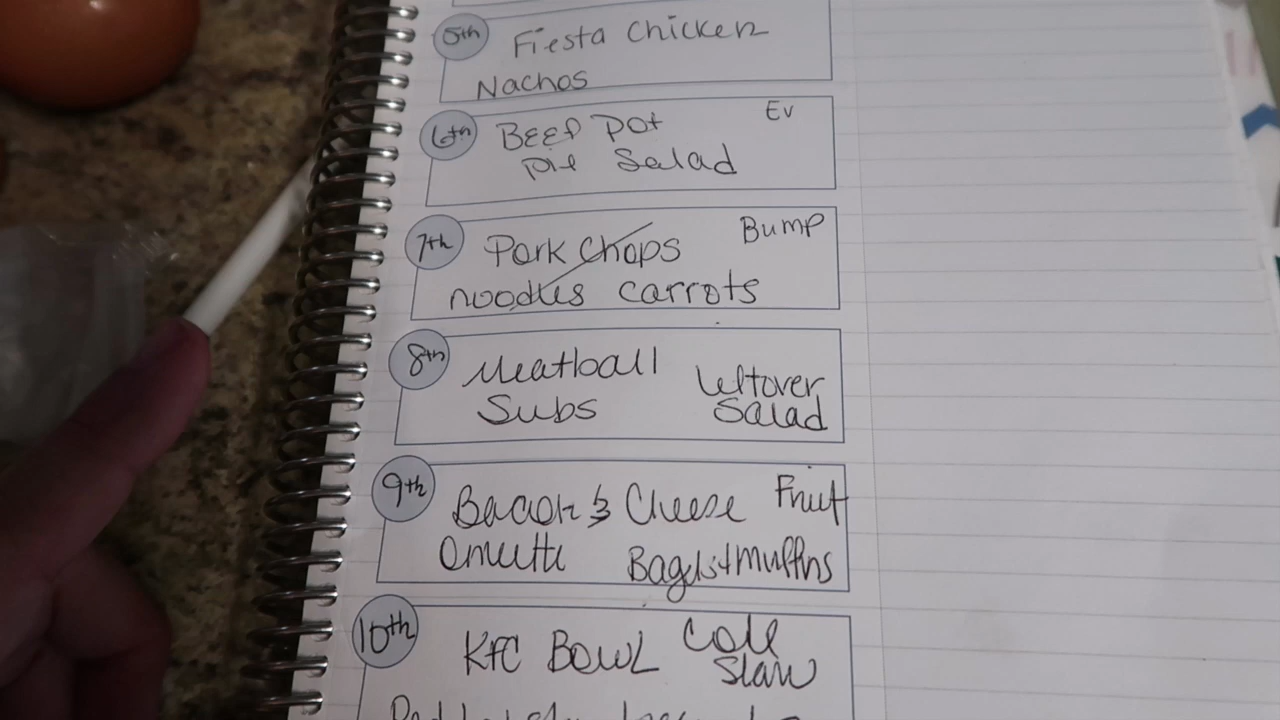 5th Fiesta Chicken
Nachos
6th Beef Pot Ev
Pie Salad
7th Pork Chops Bump
noodles carrots
8th Meatball Leftover
Subs Salad
9th Bacon & Cheese Fruit
Omelette Bagels + muffins
10th KFC BOWL Cole
Slaw